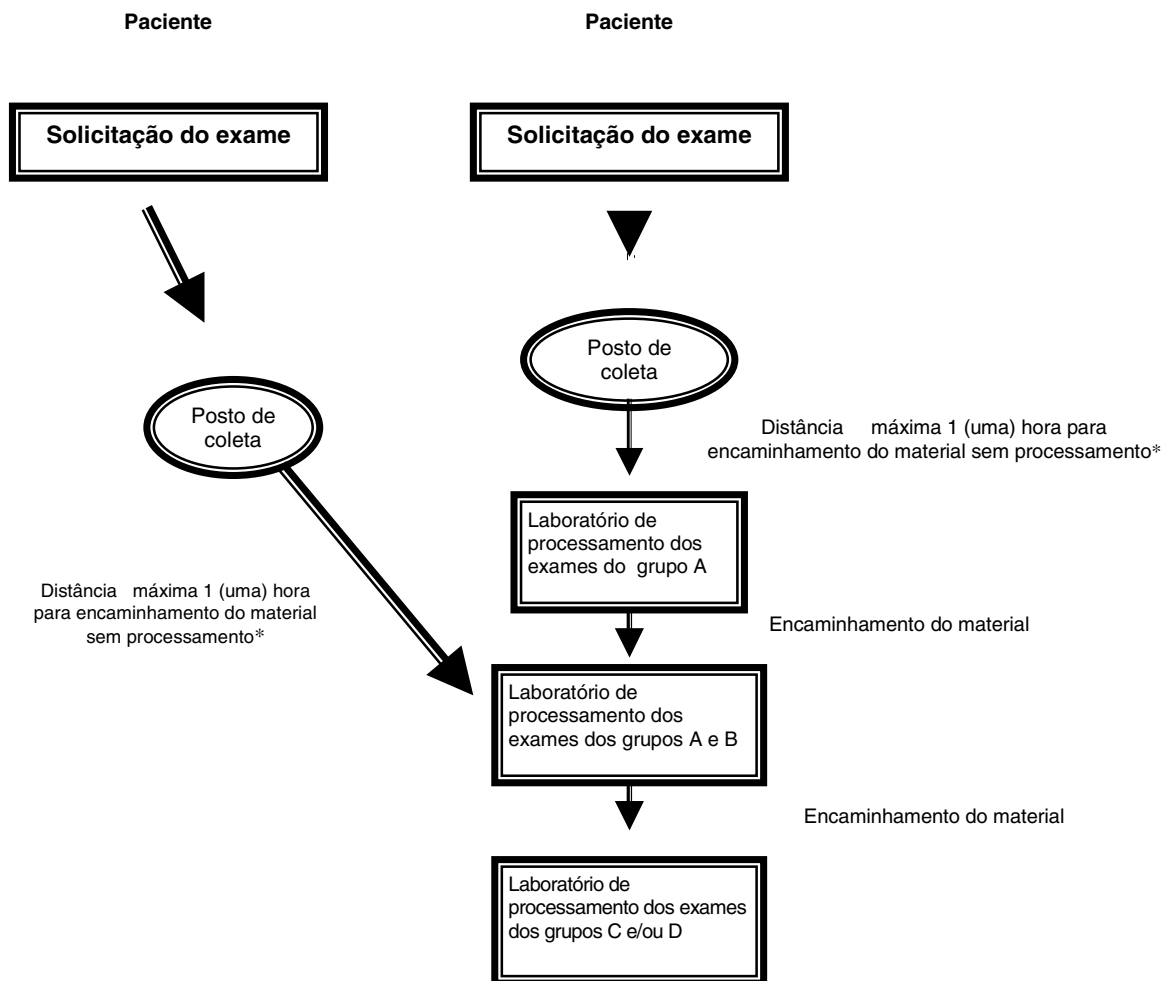 Paciente
Paciente
Solicitação do exame
Solicitação do exame
Posto de
coleta
Posto de
coleta
Distância máxima 1 (uma) hora para
encaminhamento do material sem processamento*
Laboratório de
processamento dos
exames do grupo A
Distância máxima 1 (uma) hora
para encaminhamento do material
sem processamento*
Encaminhamento do material
Laboratório de
processamento dos
exames dos grupos A e B
Encaminhamento do material
Laboratório de
processamento dos exames
dos grupos C e/ou D